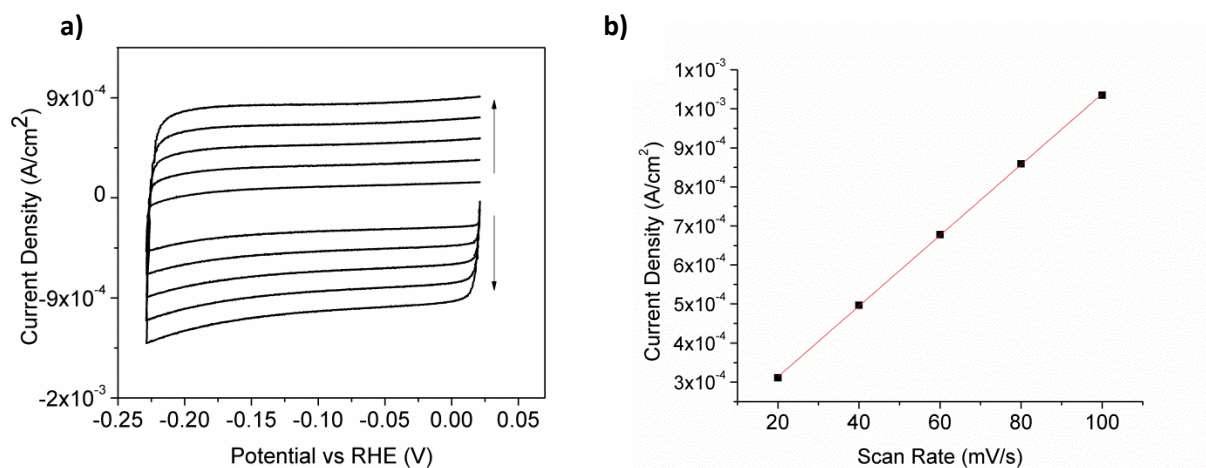 a)
9x10⁻⁴
0
-9x10⁻⁴
-2x10⁻³
Current Density (A/cm²)
-0.25 -0.20 -0.15 -0.10 -0.05 0.00 0.05
Potential vs RHE (V)
b)
1x10⁻³
1x10⁻³
9x10⁻⁴
8x10⁻⁴
7x10⁻⁴
6x10⁻⁴
5x10⁻⁴
4x10⁻⁴
3x10⁻⁴
Current Density (A/cm²)
20 40 60 80 100
Scan Rate (mV/s)